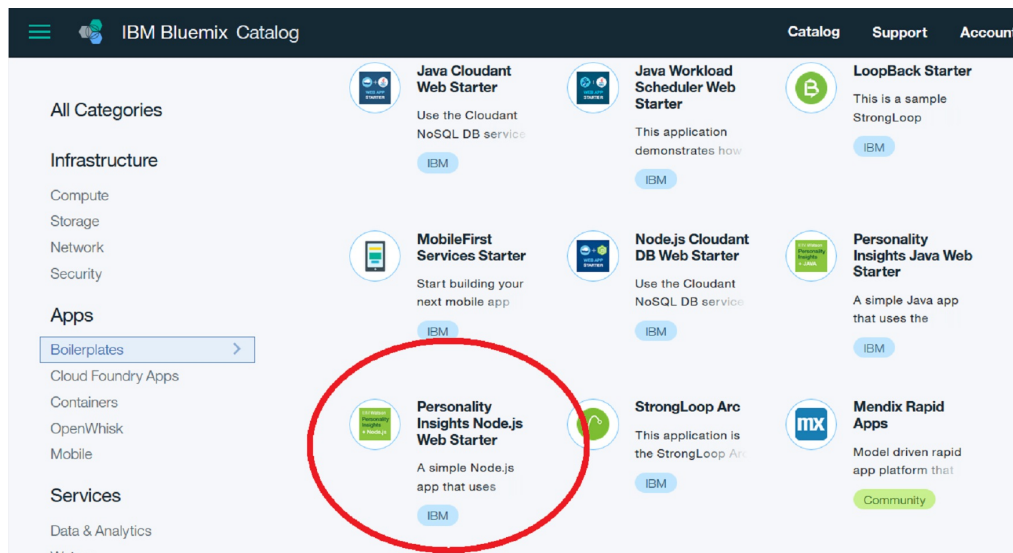 IBM Bluemix Catalog
Catalog
Support
Account
All Categories
Infrastructure
Compute
Storage
Network
Security
Apps
Boilerplates
Cloud Foundry Apps
Containers
OpenWhisk
Mobile
Services
Data & Analytics
Java Cloudant
Web Starter
Use the Cloudant
NoSQL DB service
IBM
Java Workload
Scheduler Web
Starter
This application
demonstrates how
IBM
LoopBack Starter
This is a sample
StrongLoop
IBM
MobileFirst
Services Starter
Start building your
next mobile app
IBM
Node.js Cloudant
DB Web Starter
Use the Cloudant
NoSQL DB service
IBM
Personality
Insights Java Web
Starter
A simple Java app
that uses the
IBM
Personality
Insights Node.js
Web Starter
A simple Node.js
app that uses
IBM
StrongLoop Arc
This application is
the StrongLoop Arc
IBM
mx
Mendix Rapid
Apps
Model driven rapid
app platform that
Community